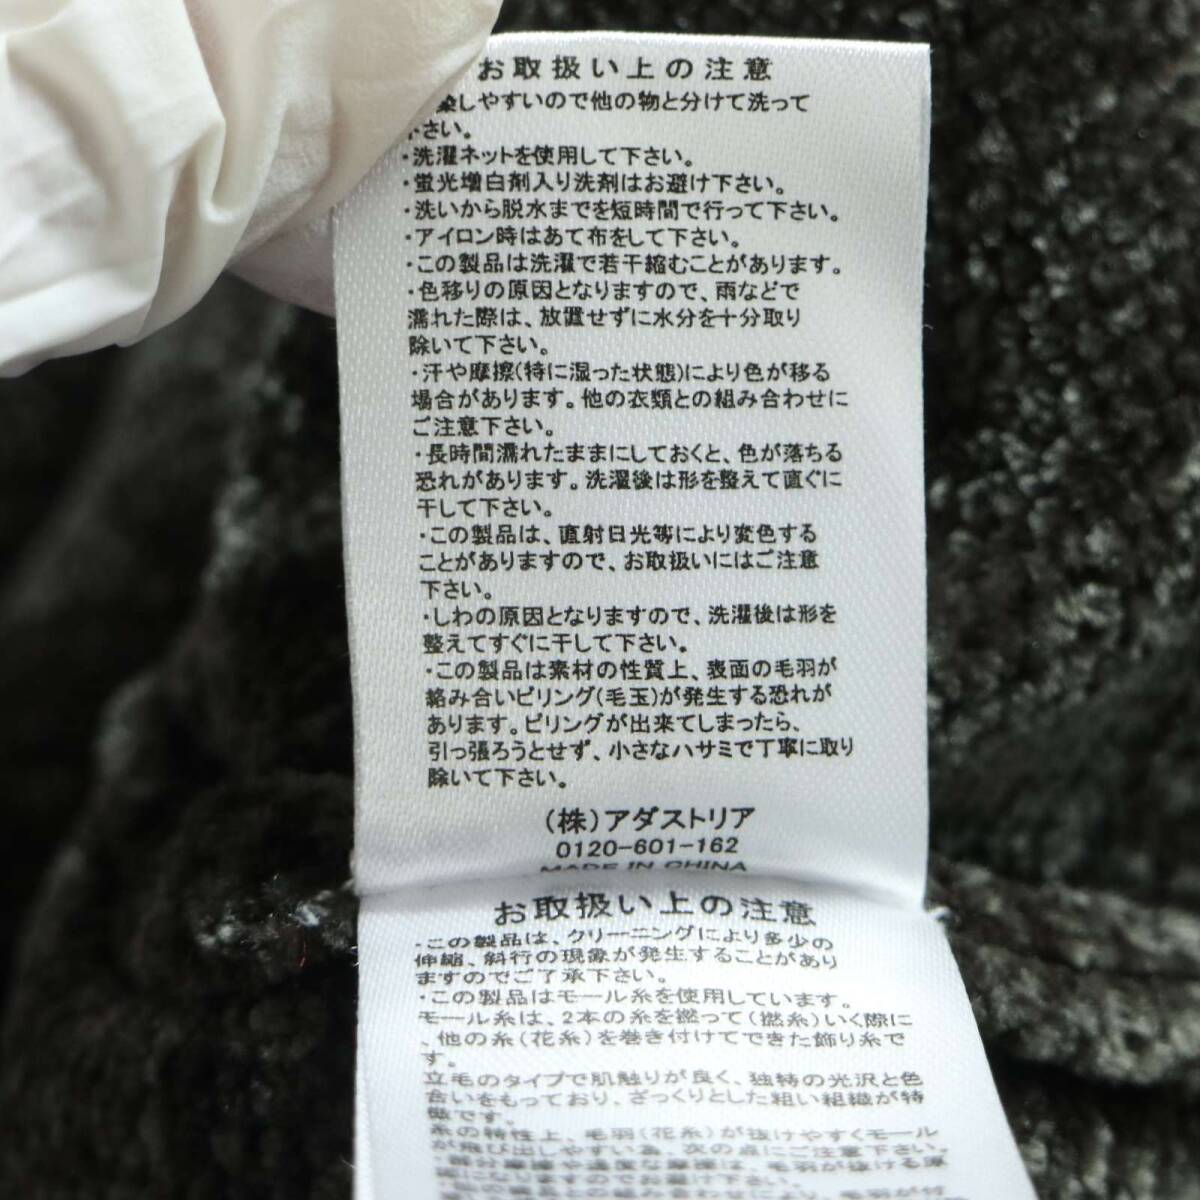 お取扱い上の注意
染しやすいので他の物と分けて洗って
下さい。
・洗濯ネットを使用して下さい。
・蛍光増白剤入り洗剤はお避け下さい。
・洗いから脱水までを短時間で行って下さい。
・アイロン時はあて布をして下さい。
・この製品は洗濯で若干縮むことがあります。
・色移りの原因となりますので、雨などで
濡れた際は、放置せずに水分を十分取り
除いて下さい。
・汗や摩擦(特に湿った状態)により色が移る
場合があります。他の衣類との組み合わせに
ご注意下さい。
・長時間濡れたままにしておくと、色が落ちる
恐れがあります。洗濯後は形を整えて直ぐに
干して下さい。
・この製品は、直射日光等により変色する
ことがありますので、お取扱いにはご注意
下さい。
・しわの原因となりますので、洗濯後は形を
整えてすぐに干して下さい。
・この製品は素材の性質上、表面の毛羽が
絡み合いピリング(毛玉)が発生する恐れが
あります。ピリングが出来てしまったら、
引っ張ろうとせず、小さなハサミで丁寧に取り
除いて下さい。
(株)アダストリア
0120-601-162
MADE IN CHINA
お取扱い上の注意
・この製品は、クリーニングにより多少の
伸縮、斜行の現象が発生することがあり
ますのでご了承下さい。
・この製品はモール糸を使用しています。
モール糸は、2本の糸を撚って(撚糸)いく際に
、他の糸(花糸)を巻き付けてできた飾り糸で
す。
立毛のタイプで肌触りが良く、独特の光沢と色
合いをもっており、ざっくりとした粗い組織が特
徴です。
糸の特性上、毛羽(花糸)が抜けやすくモール
が飛び出しやすい為、次の点にご注意下さい。